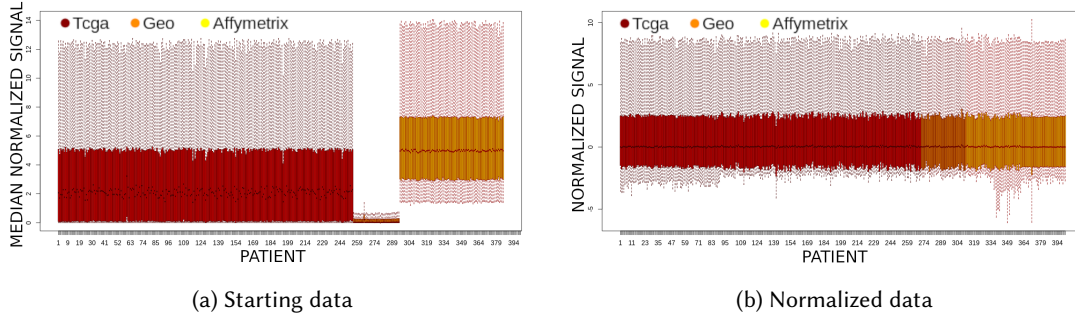 Tcga Geo Affymetrix
MEDIAN NORMALIZED SIGNAL
14
12
10
8
6
4
2
0
1 9 19 30 41 52 63 74 85 96 109 124 139 154 169 184 199 214 229 244 259 274 289 304 319 334 349 364 379 394
PATIENT
(a) Starting data
Tcga Geo Affymetrix
NORMALIZED SIGNAL
10
5
0
-5
1 11 23 35 47 59 71 83 95 109 124 139 154 169 184 199 214 229 244 259 274 289 304 319 334 349 364 379 394
PATIENT
(b) Normalized data